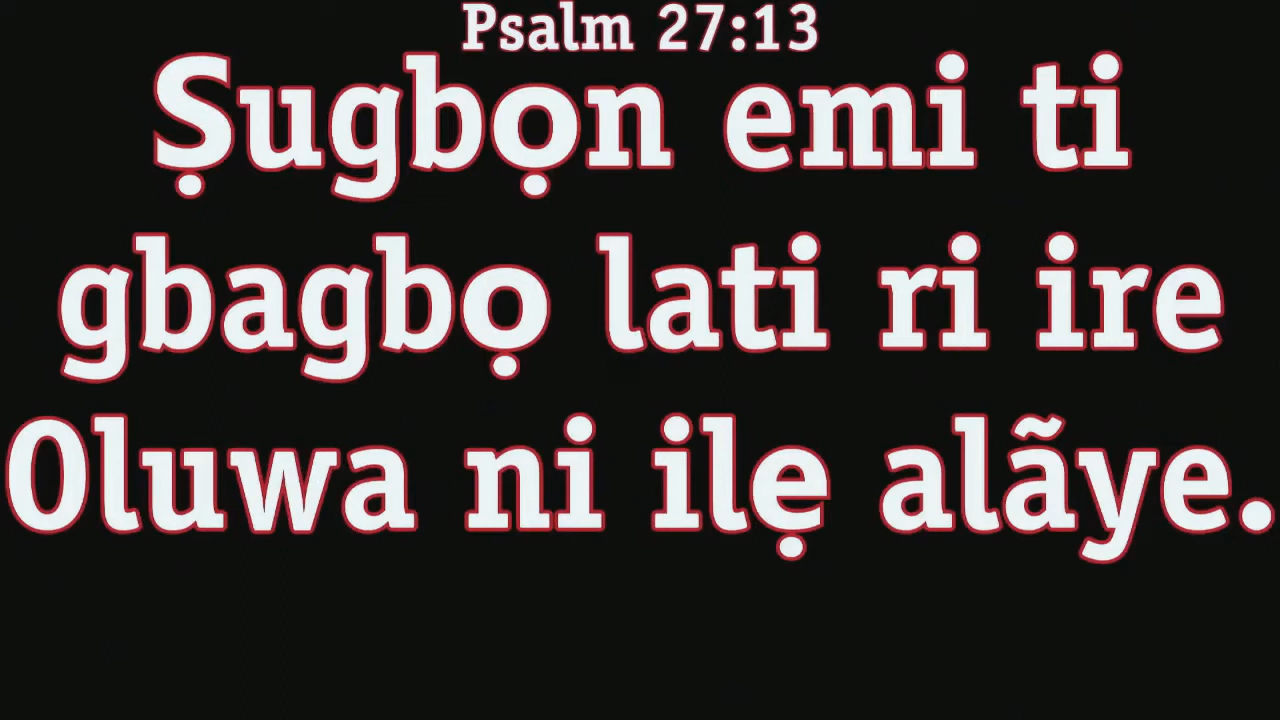 Psalm 27:13
Ṣugbọn emi ti
gbagbọ lati ri ire
Oluwa ni ilẹ alãye.